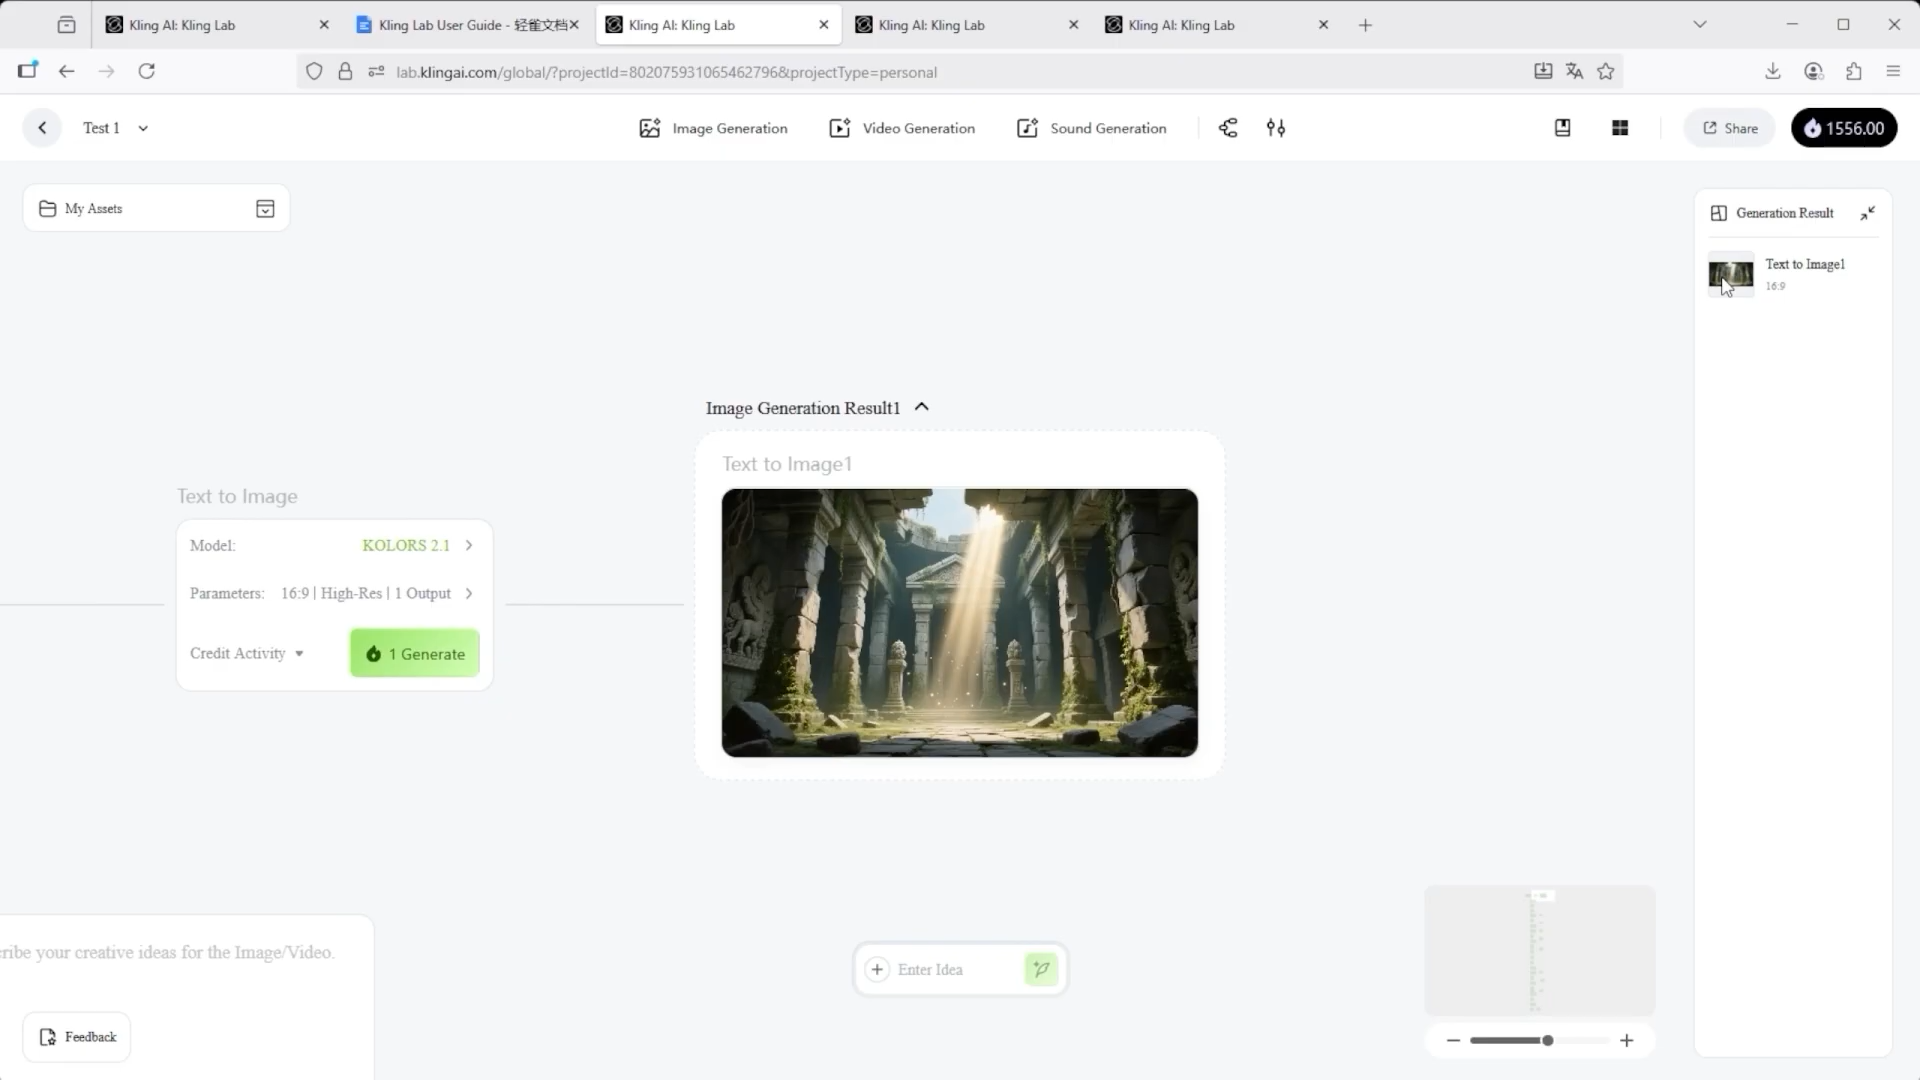 Kling AI: Kling Lab
Kling Lab User Guide - 轻雀文档
Kling AI: Kling Lab
Kling AI: Kling Lab
Kling AI: Kling Lab
lab.klingai.com/global/?projectId=802075931065462796&projectType=personal
Test 1
Image Generation
Video Generation
Sound Generation
Share
1556.00
My Assets
Generation Result
Text to Image1
16:9
Image Generation Result1
Text to Image1
Text to Image
Model: KOLORS 2.1
Parameters: 16:9 | High-Res | 1 Output
Credit Activity
1 Generate
ribe your creative ideas for the Image/Video.
Enter Idea
Feedback